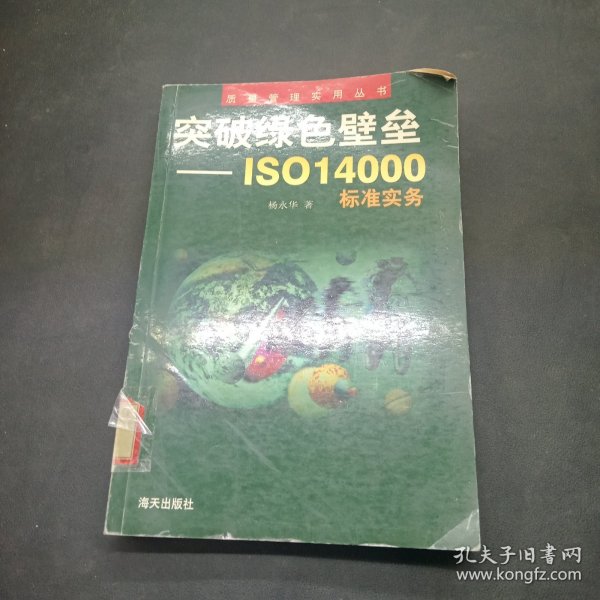 质量管理实用丛书
突破绿色壁垒
——ISO14000
标准实务
杨永华 著
海天出版社
孔夫子旧书网
www.kongfz.com